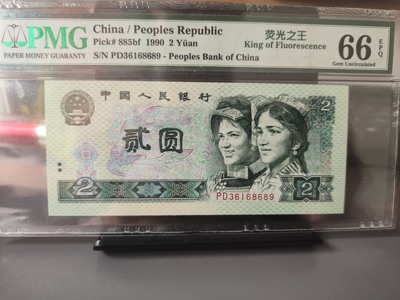 PMG
PAPER MONEY GUARANTY
China / Peoples Republic
Pick# 885bf 1990 2 Yüan
S/N PD36168689 - Peoples Bank of China
荧光之王
King of Fluorescence
66 EPQ
Gem Uncirculated
中国人民银行
2
贰圆
2
2
PD36168689